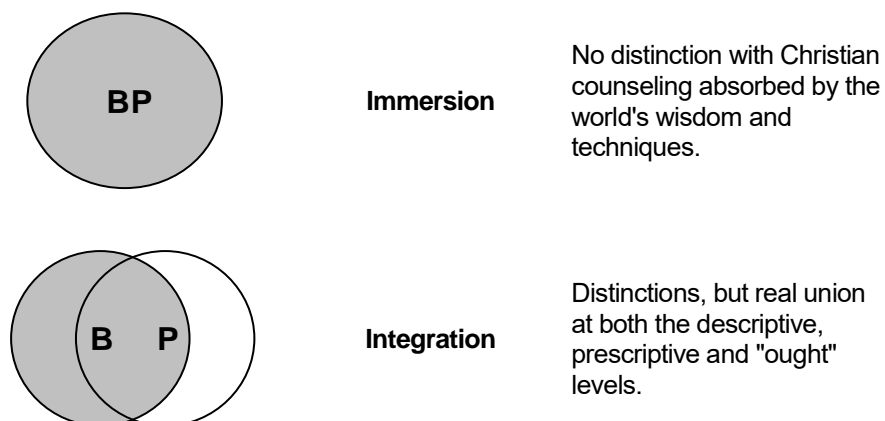 BP
Immersion
No distinction with Christian
counseling absorbed by the
world's wisdom and
techniques.
B P
Integration
Distinctions, but real union
at both the descriptive,
prescriptive and "ought"
levels.